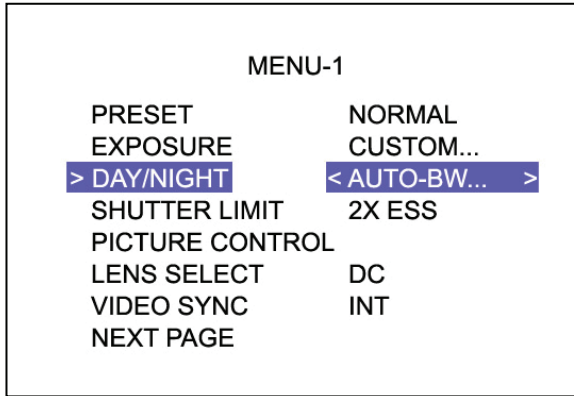 MENU-1
PRESET NORMAL
EXPOSURE CUSTOM...
> DAY/NIGHT < AUTO-BW... >
SHUTTER LIMIT 2X ESS
PICTURE CONTROL
LENS SELECT DC
VIDEO SYNC INT
NEXT PAGE